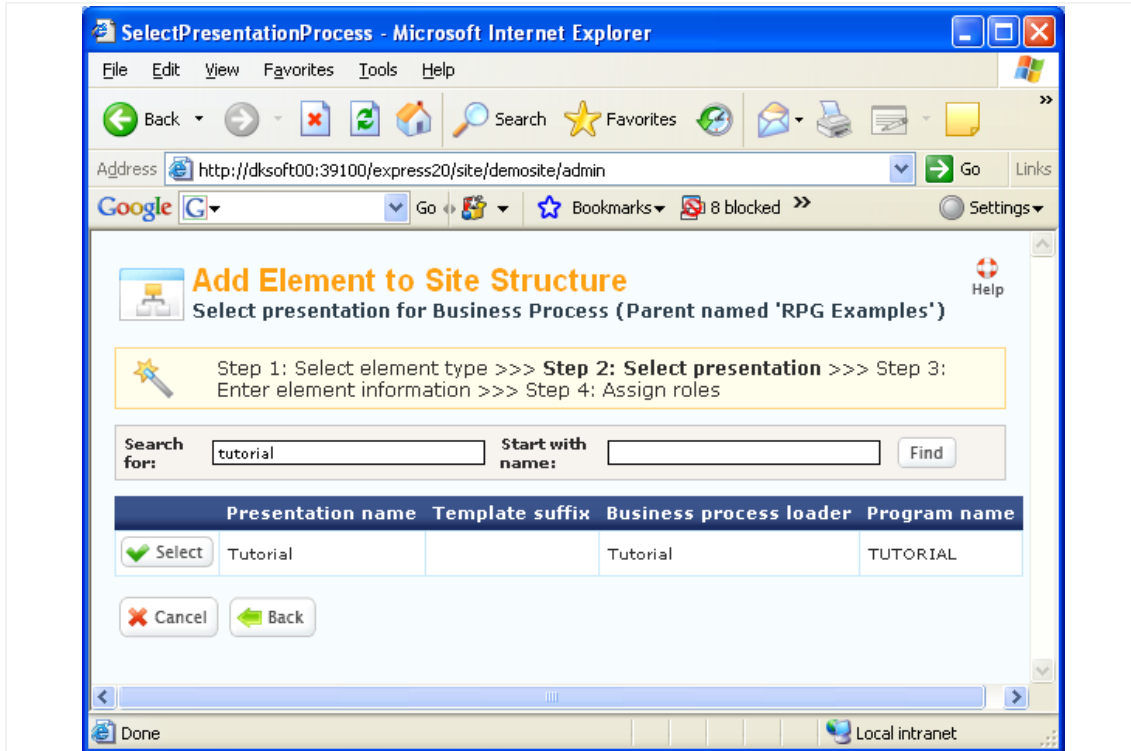 SelectPresentationProcess - Microsoft Internet Explorer
File Edit View Favorites Tools Help
Back Search Favorites »
Address http://dksoft00:39100/express20/site/demosite/admin Go Links
Google G Go Bookmarks 8 blocked » Settings
Add Element to Site Structure
Help
Select presentation for Business Process (Parent named 'RPG Examples')
Step 1: Select element type >>> Step 2: Select presentation >>> Step 3:
Enter element information >>> Step 4: Assign roles
Search for: tutorial Start with name: Find
Presentation name Template suffix Business process loader Program name
Select Tutorial Tutorial TUTORIAL
Cancel Back
Done Local intranet